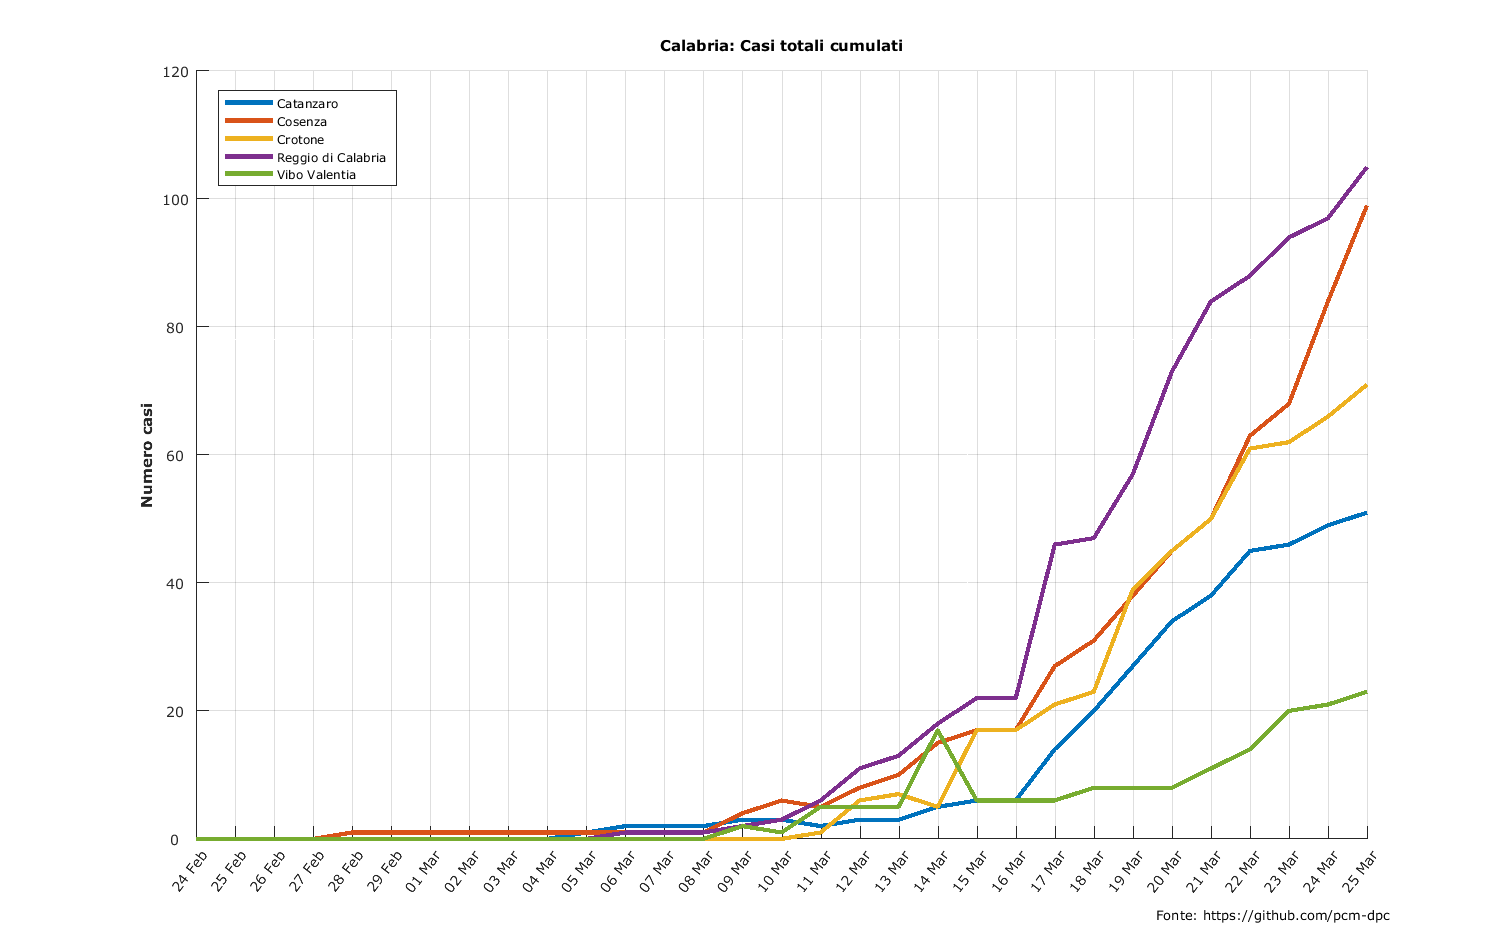 Calabria: Casi totali cumulati
120
100
80
60
40
20
0
Numero casi
Catanzaro
Cosenza
Crotone
Reggio di Calabria
Vibo Valentia
24 Feb
25 Feb
26 Feb
27 Feb
28 Feb
29 Feb
01 Mar
02 Mar
03 Mar
04 Mar
05 Mar
06 Mar
07 Mar
08 Mar
09 Mar
10 Mar
11 Mar
12 Mar
13 Mar
14 Mar
15 Mar
16 Mar
17 Mar
18 Mar
19 Mar
20 Mar
21 Mar
22 Mar
23 Mar
24 Mar
25 Mar
Fonte: https://github.com/pcm-dpc